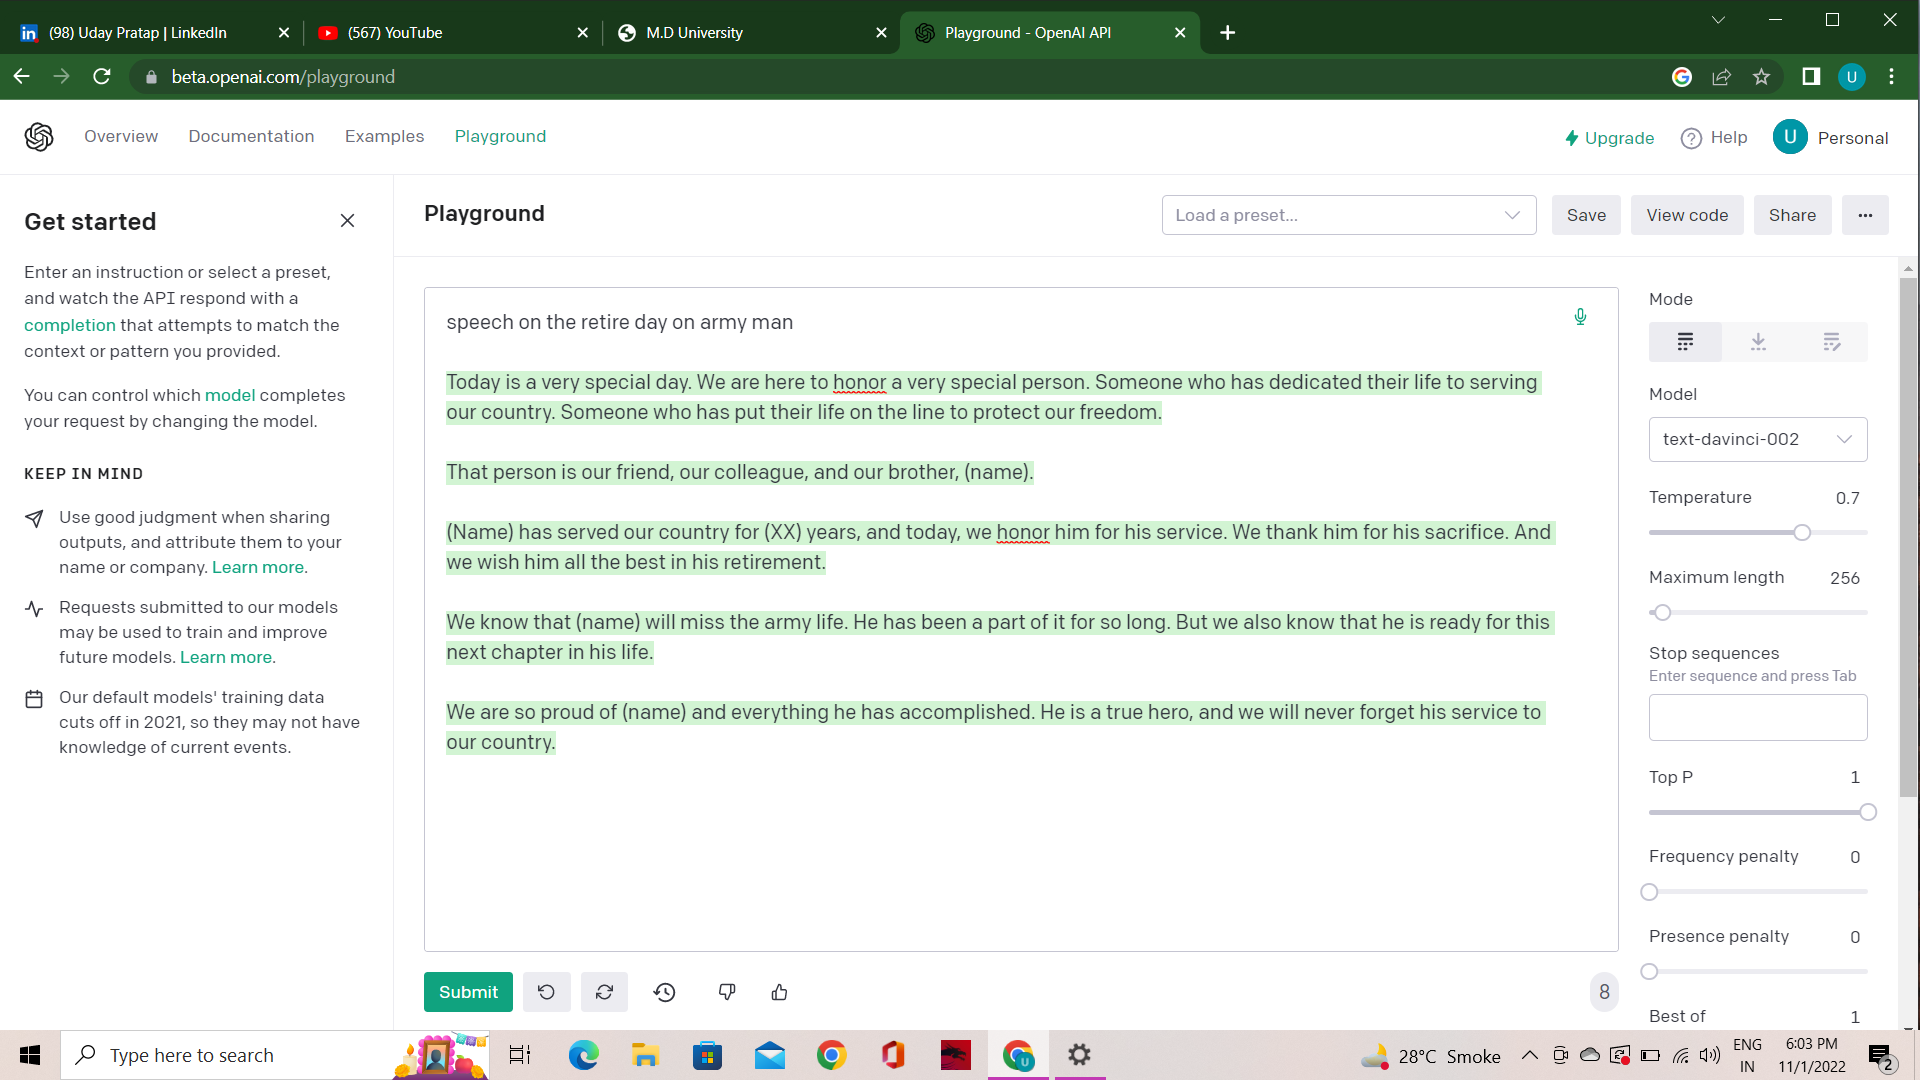 (98) Uday Pratap | LinkedIn
(567) YouTube
M.D University
Playground - OpenAI API
beta.openai.com/playground
U
Overview
Documentation
Examples
Playground
Upgrade
Help
U
Personal
Get started
Enter an instruction or select a preset,
and watch the API respond with a
completion that attempts to match the
context or pattern you provided.
You can control which model completes
your request by changing the model.
KEEP IN MIND
Use good judgment when sharing
outputs, and attribute them to your
name or company. Learn more.
Requests submitted to our models
may be used to train and improve
future models. Learn more.
Our default models' training data
cuts off in 2021, so they may not have
knowledge of current events.
Playground
Load a preset...
Save
View code
Share
speech on the retire day on army man
Today is a very special day. We are here to honor a very special person. Someone who has dedicated their life to serving
our country. Someone who has put their life on the line to protect our freedom.
That person is our friend, our colleague, and our brother, (name).
(Name) has served our country for (XX) years, and today, we honor him for his service. We thank him for his sacrifice. And
we wish him all the best in his retirement.
We know that (name) will miss the army life. He has been a part of it for so long. But we also know that he is ready for this
next chapter in his life.
We are so proud of (name) and everything he has accomplished. He is a true hero, and we will never forget his service to
our country.
Submit
8
Mode
Model
text-davinci-002
Temperature 0.7
Maximum length 256
Stop sequences
Enter sequence and press Tab
Top P 1
Frequency penalty 0
Presence penalty 0
Best of 1
Type here to search
28°C Smoke
ENG
IN
6:03 PM
11/1/2022
2